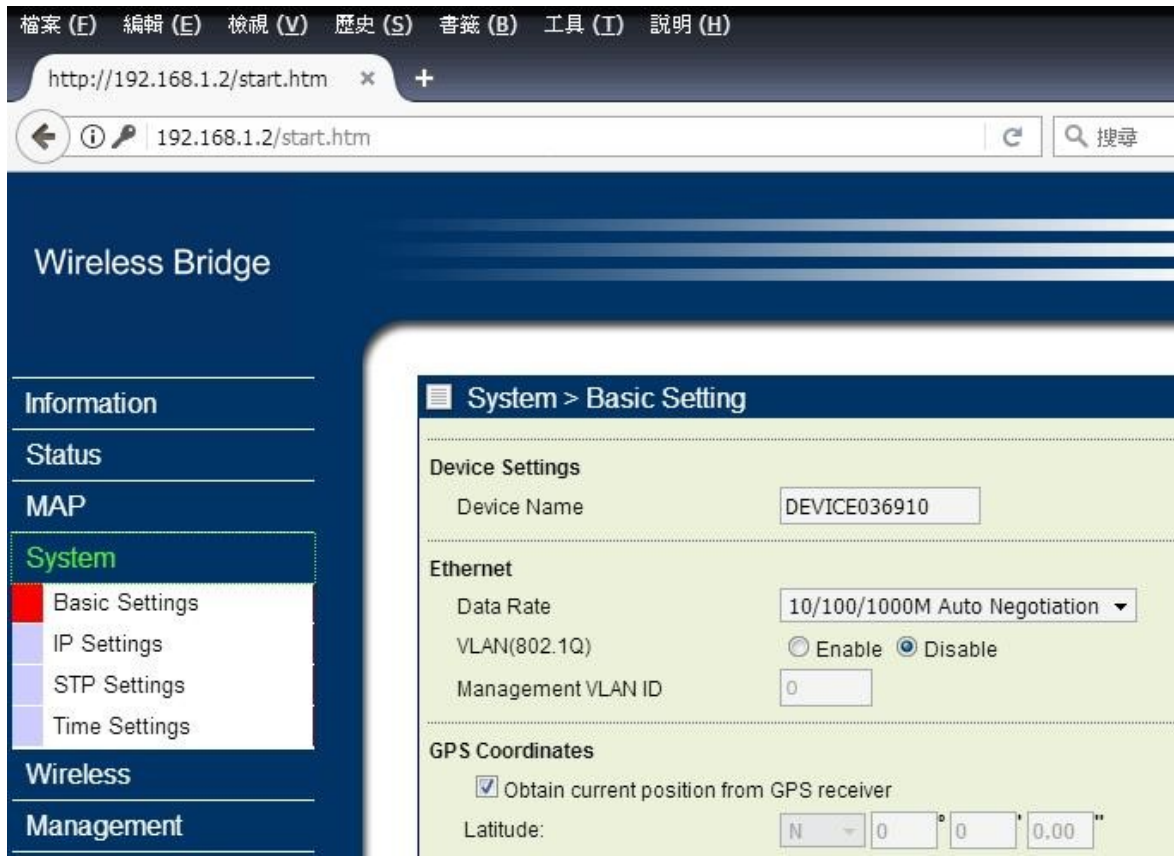 檔案 (F) 編輯 (E) 檢視 (V) 歷史 (S) 書籤 (B) 工具 (T) 說明 (H)
http://192.168.1.2/start.htm × +
192.168.1.2/start.htm
搜尋
Wireless Bridge
Information
Status
MAP
System
Basic Settings
IP Settings
STP Settings
Time Settings
Wireless
Management
System > Basic Setting
Device Settings
Device Name DEVICE036910
Ethernet
Data Rate 10/100/1000M Auto Negotiation
VLAN(802.1Q) Enable Disable
Management VLAN ID 0
GPS Coordinates
Obtain current position from GPS receiver
Latitude: N 0 ° 0 ' 0.00 "